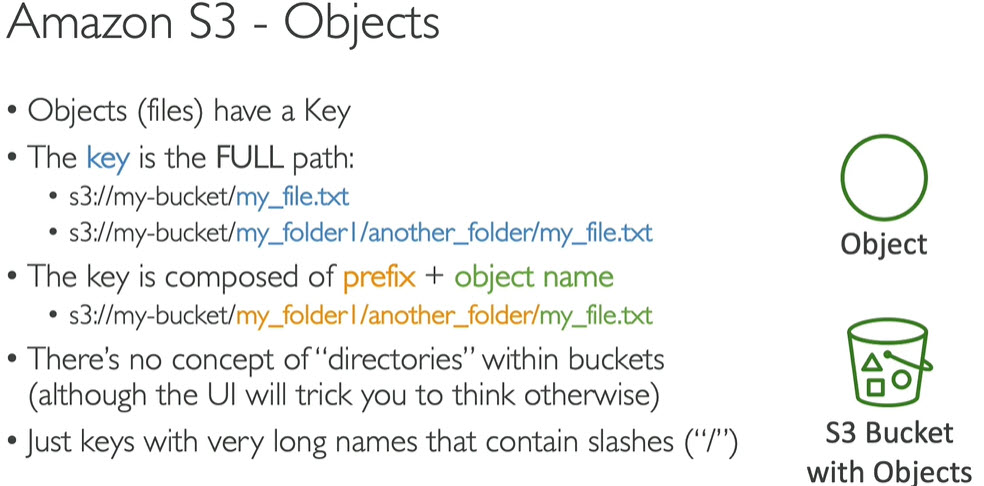 Amazon S3 - Objects
• Objects (files) have a Key
• The key is the FULL path:
• s3://my-bucket/my_file.txt
• s3://my-bucket/my_folder1/another_folder/my_file.txt
• The key is composed of prefix + object name
• s3://my-bucket/my_folder1/another_folder/my_file.txt
• There’s no concept of “directories” within buckets
(although the UI will trick you to think otherwise)
• Just keys with very long names that contain slashes (“/”)
Object
S3 Bucket
with Objects